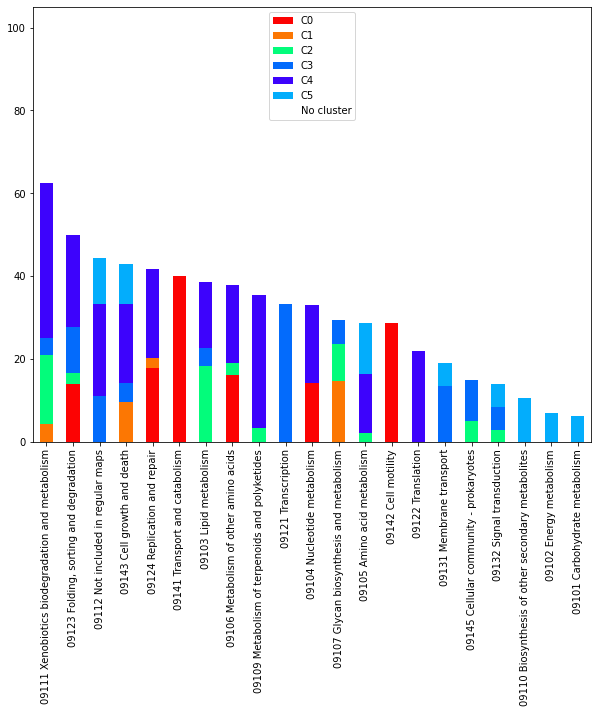 C0
C1
C2
C3
C4
C5
No cluster
100
80
60
40
20
0
09111 Xenobiotics biodegradation and metabolism
09123 Folding, sorting and degradation
09112 Not included in regular maps
09143 Cell growth and death
09124 Replication and repair
09141 Transport and catabolism
09103 Lipid metabolism
09106 Metabolism of other amino acids
09109 Metabolism of terpenoids and polyketides
09121 Transcription
09104 Nucleotide metabolism
09107 Glycan biosynthesis and metabolism
09105 Amino acid metabolism
09142 Cell motility
09122 Translation
09131 Membrane transport
09145 Cellular community - prokaryotes
09132 Signal transduction
09110 Biosynthesis of other secondary metabolites
09102 Energy metabolism
09101 Carbohydrate metabolism